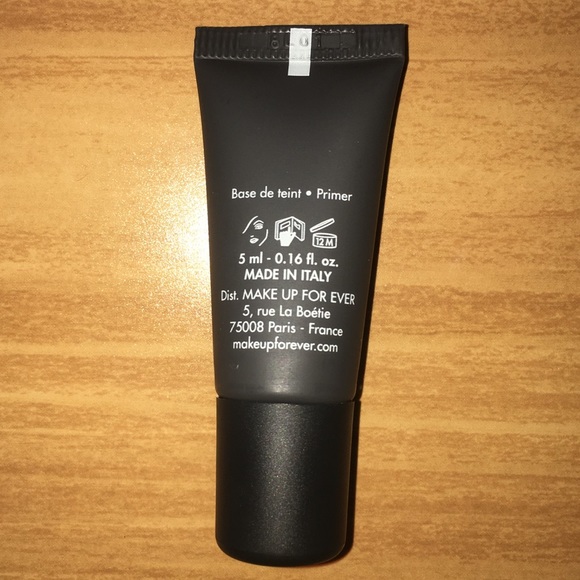 Base de teint • Primer
12 M
5 ml - 0.16 fl. oz.
MADE IN ITALY
Dist. MAKE UP FOR EVER
5, rue La Boétie
75008 Paris - France
makeupforever.com